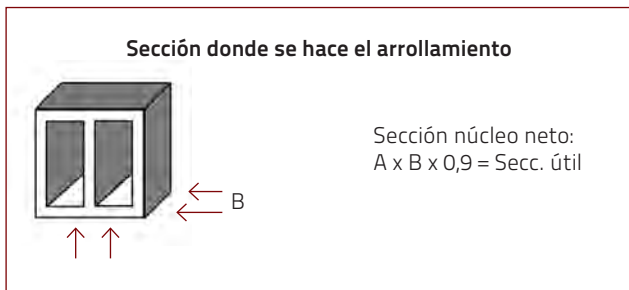 Sección donde se hace el arrollamiento
Sección núcleo neto:
A x B x 0,9 = Secc. útil
B